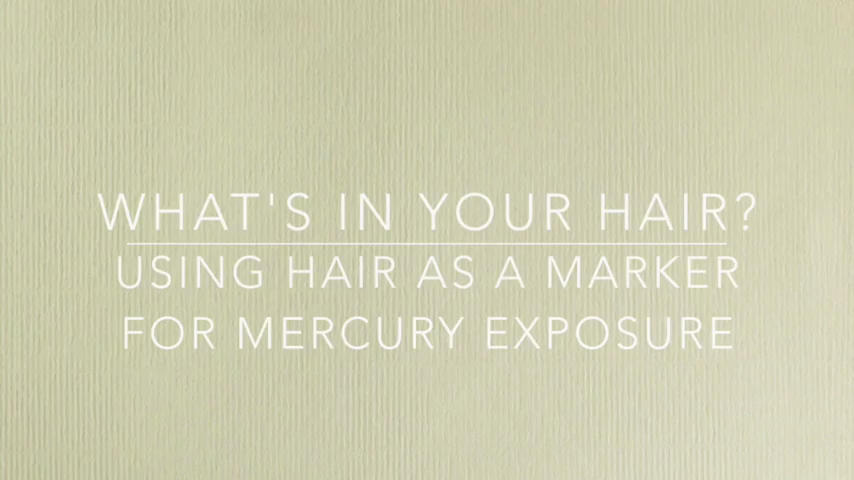 WHAT'S IN YOUR HAIR?
USING HAIR AS A MARKER
FOR MERCURY EXPOSURE